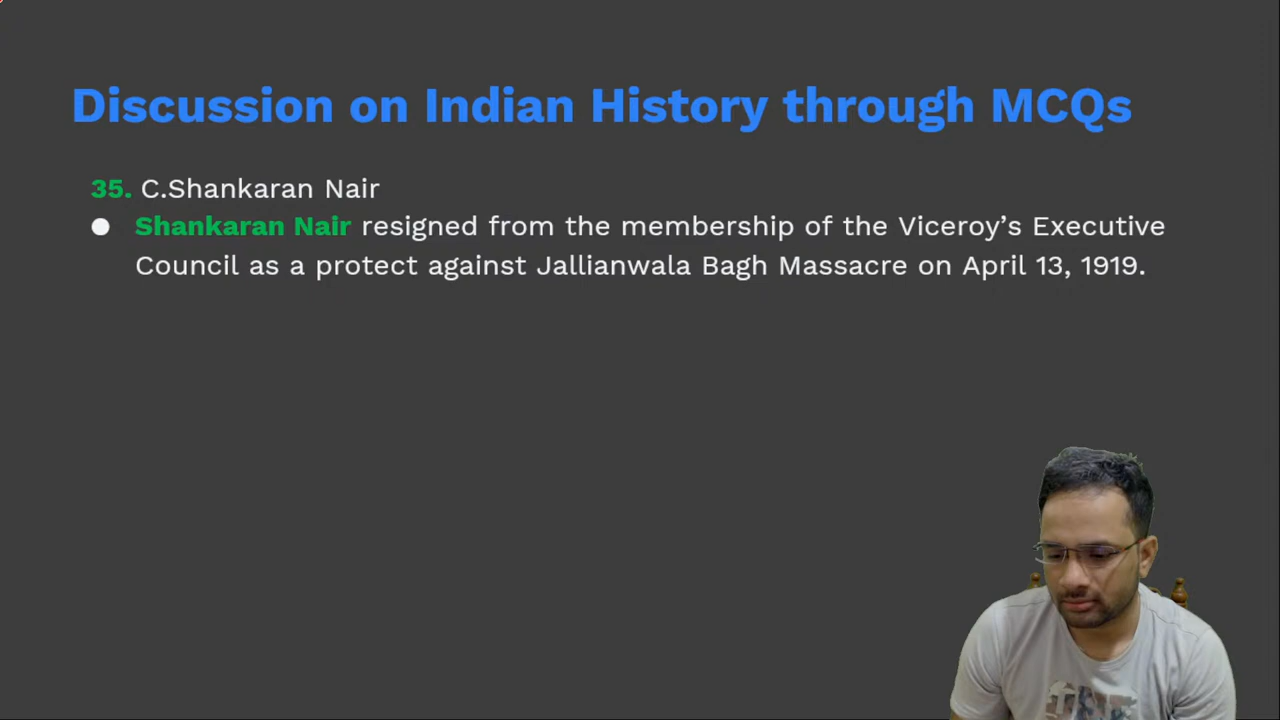 Discussion on Indian History through MCQs
35. C.Shankaran Nair
● Shankaran Nair resigned from the membership of the Viceroy's Executive
Council as a protect against Jallianwala Bagh Massacre on April 13, 1919.